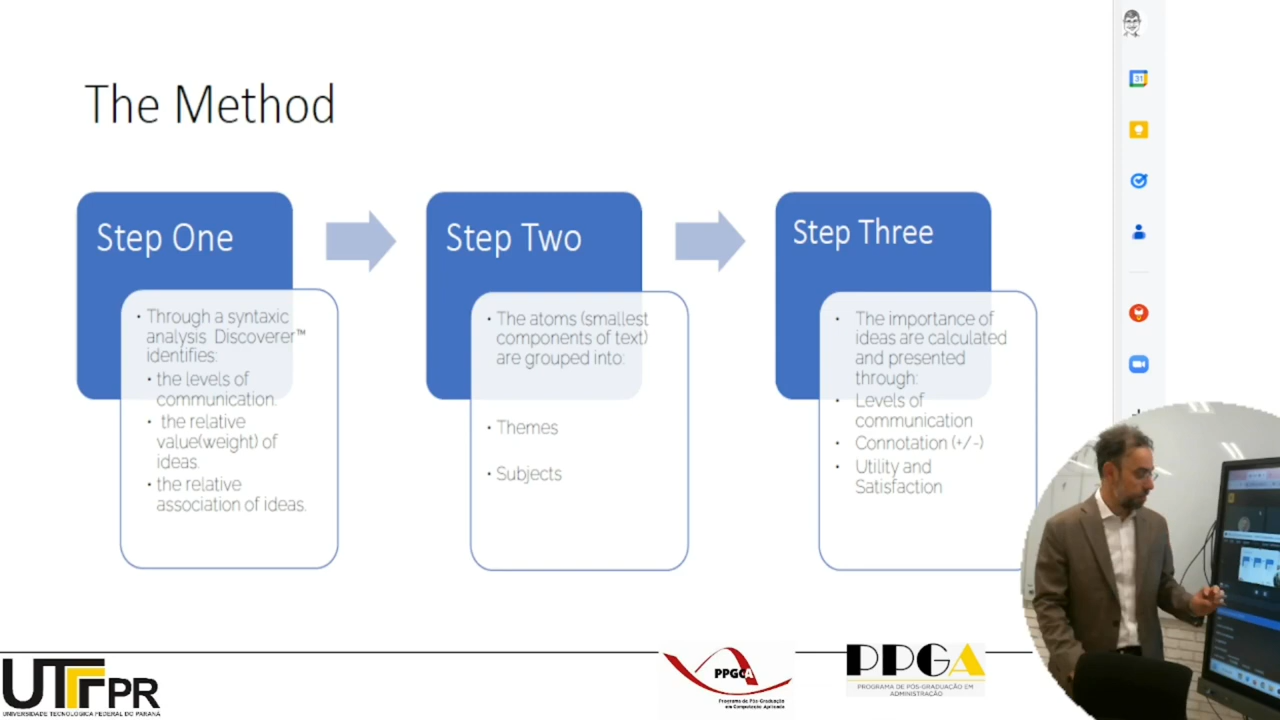 The Method
Step One
• Through a syntaxic
analysis Discoverer™
identifies:
• the levels of
communication.
• the relative
value(weight) of
ideas.
• the relative
association of ideas.
Step Two
• The atoms (smallest
components of text)
are grouped into:
• Themes
• Subjects
Step Three
• The importance of
ideas are calculated
and presented
through:
• Levels of
communication
• Connotation (+/-)
• Utility and
Satisfaction
31
UTFPR
UNIVERSIDADE TECNOLÓGICA FEDERAL DO PARANÁ
PPGCA
Programa de Pós-Graduação
em Computação Aplicada
PPGA
PROGRAMA DE PÓS-GRADUAÇÃO EM
ADMINISTRAÇÃO